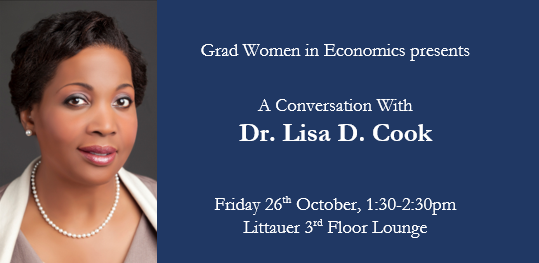 Grad Women in Economics presents
A Conversation With
Dr. Lisa D. Cook
Friday 26th October, 1:30-2:30pm
Littauer 3rd Floor Lounge